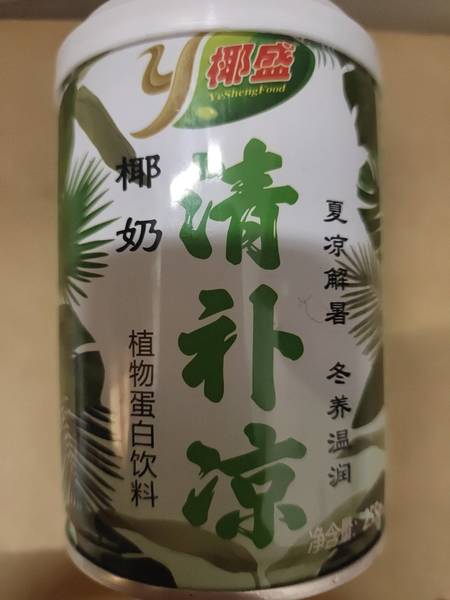 椰盛
YeShengFood
椰奶
清补凉
植物蛋白饮料
夏凉解暑 冬养温润
净含量: